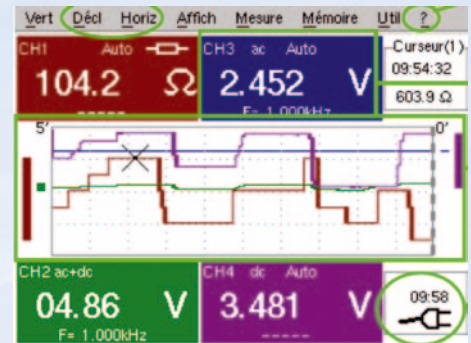 Vert Décl Horiz Affich Mesure Mémoire Util ?
CH1 Auto
104.2 Ω
-----
CH3 ac Auto
2.452 V
F= 1.000kHz
Curseur(1)
09:54:32
603.9 Ω
5' 0'
CH2 ac+dc
04.86 V
F= 1.000kHz
CH4 dc Auto
3.481 V
-----
09:58